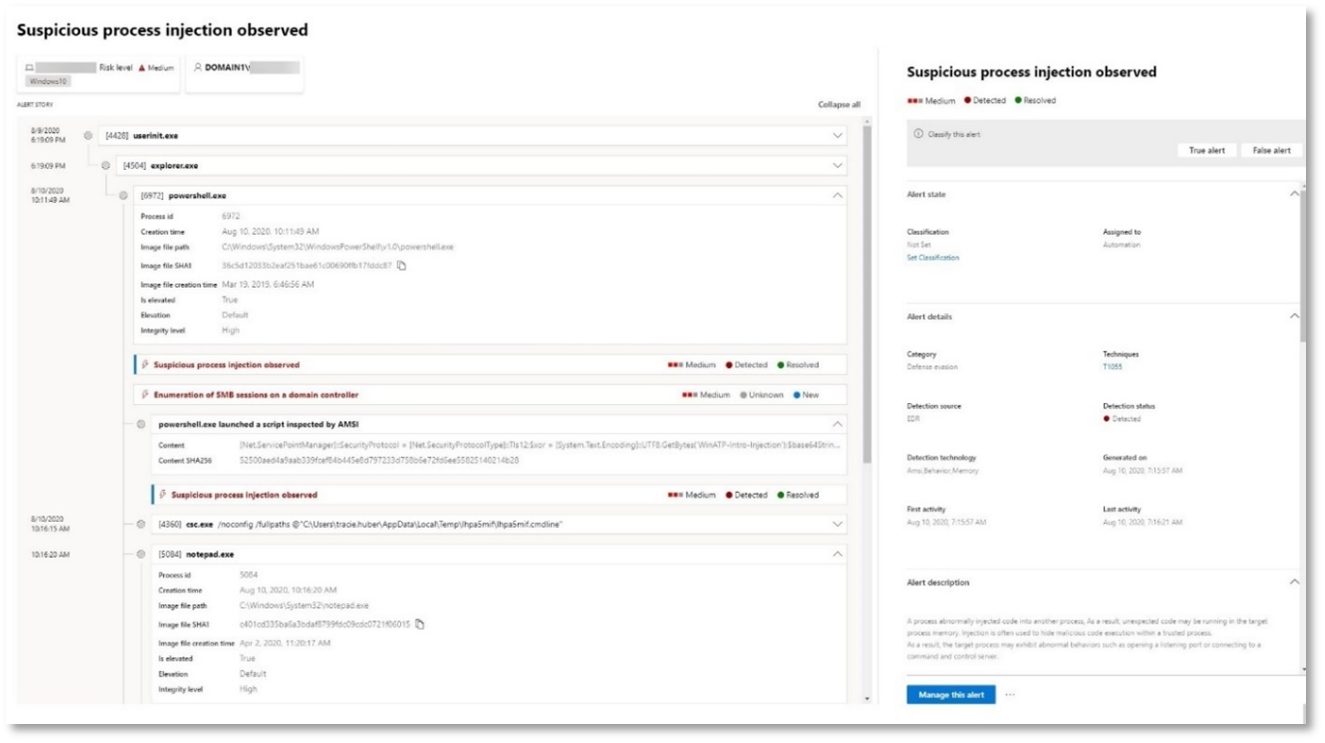 Suspicious process injection observed
Risk level Medium
DOMAIN1\
Windows10
ALERT STORY
Collapse all
8/9/2020
6:19:09 PM
[4428] userinit.exe
6:19:09 PM
[4504] explorer.exe
8/10/2020
10:11:49 AM
[6972] powershell.exe
Process id 6972
Creation time Aug 10, 2020, 10:11:49 AM
Image file path C:\Windows\System32\WindowsPowerShell\v1.0\powershell.exe
Image file SHA1
Image file creation time Mar 19, 2019, 6:46:56 AM
Is elevated True
Elevation Default
Integrity level High
Suspicious process injection observed Medium Detected Resolved
Enumeration of SMB sessions on a domain controller Medium Unknown New
powershell.exe launched a script inspected by AMSI
Content [Net.ServicePointManager]::SecurityProtocol = [Net.SecurityProtocolType]::Tls12;$xor = [System.Text.Encoding]::UTF8.GetBytes('WinATP-Intro-Injection');$base64Strin...
Content SHA256
Suspicious process injection observed Medium Detected Resolved
8/10/2020
10:16:15 AM
[4360] csc.exe /noconfig /fullpaths @"C:\Users\tracie.huber\AppData\Local\Temp\
10:16:20 AM
[5084] notepad.exe
Process id 5084
Creation time Aug 10, 2020, 10:16:20 AM
Image file path C:\Windows\System32\notepad.exe
Image file SHA1
Image file creation time Apr 2, 2020, 11:20:17 AM
Is elevated True
Elevation Default
Integrity level High
Suspicious process injection observed
Medium Detected Resolved
Classify this alert
True alert False alert
Alert state
Classification Assigned to
Not Set Automation
Set Classification
Alert details
Category Techniques
Defense evasion T1055
Detection source Detection status
EDR Detected
Detection technology Generated on
Amsi,Behavior,Memory Aug 10, 2020, 7:15:57 AM
First activity Last activity
Aug 10, 2020, 7:15:57 AM Aug 10, 2020, 7:16:21 AM
Alert description
A process abnormally injected code into another process, As a result, unexpected code may be running in the target
process memory. Injection is often used to hide malicious code execution within a trusted process.
As a result, the target process may exhibit abnormal behaviors such as opening a listening port or connecting to a
command and control server.
Manage this alert ...